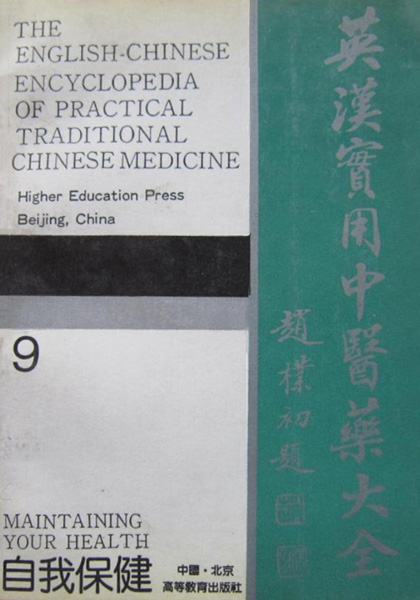 THE
ENGLISH-CHINESE
ENCYCLOPEDIA
OF PRACTICAL
TRADITIONAL
CHINESE MEDICINE
Higher Education Press
Beijing, China
英漢實用中醫藥大全
趙樸初題
9
MAINTAINING
YOUR HEALTH
自我保健
中國·北京
高等教育出版社